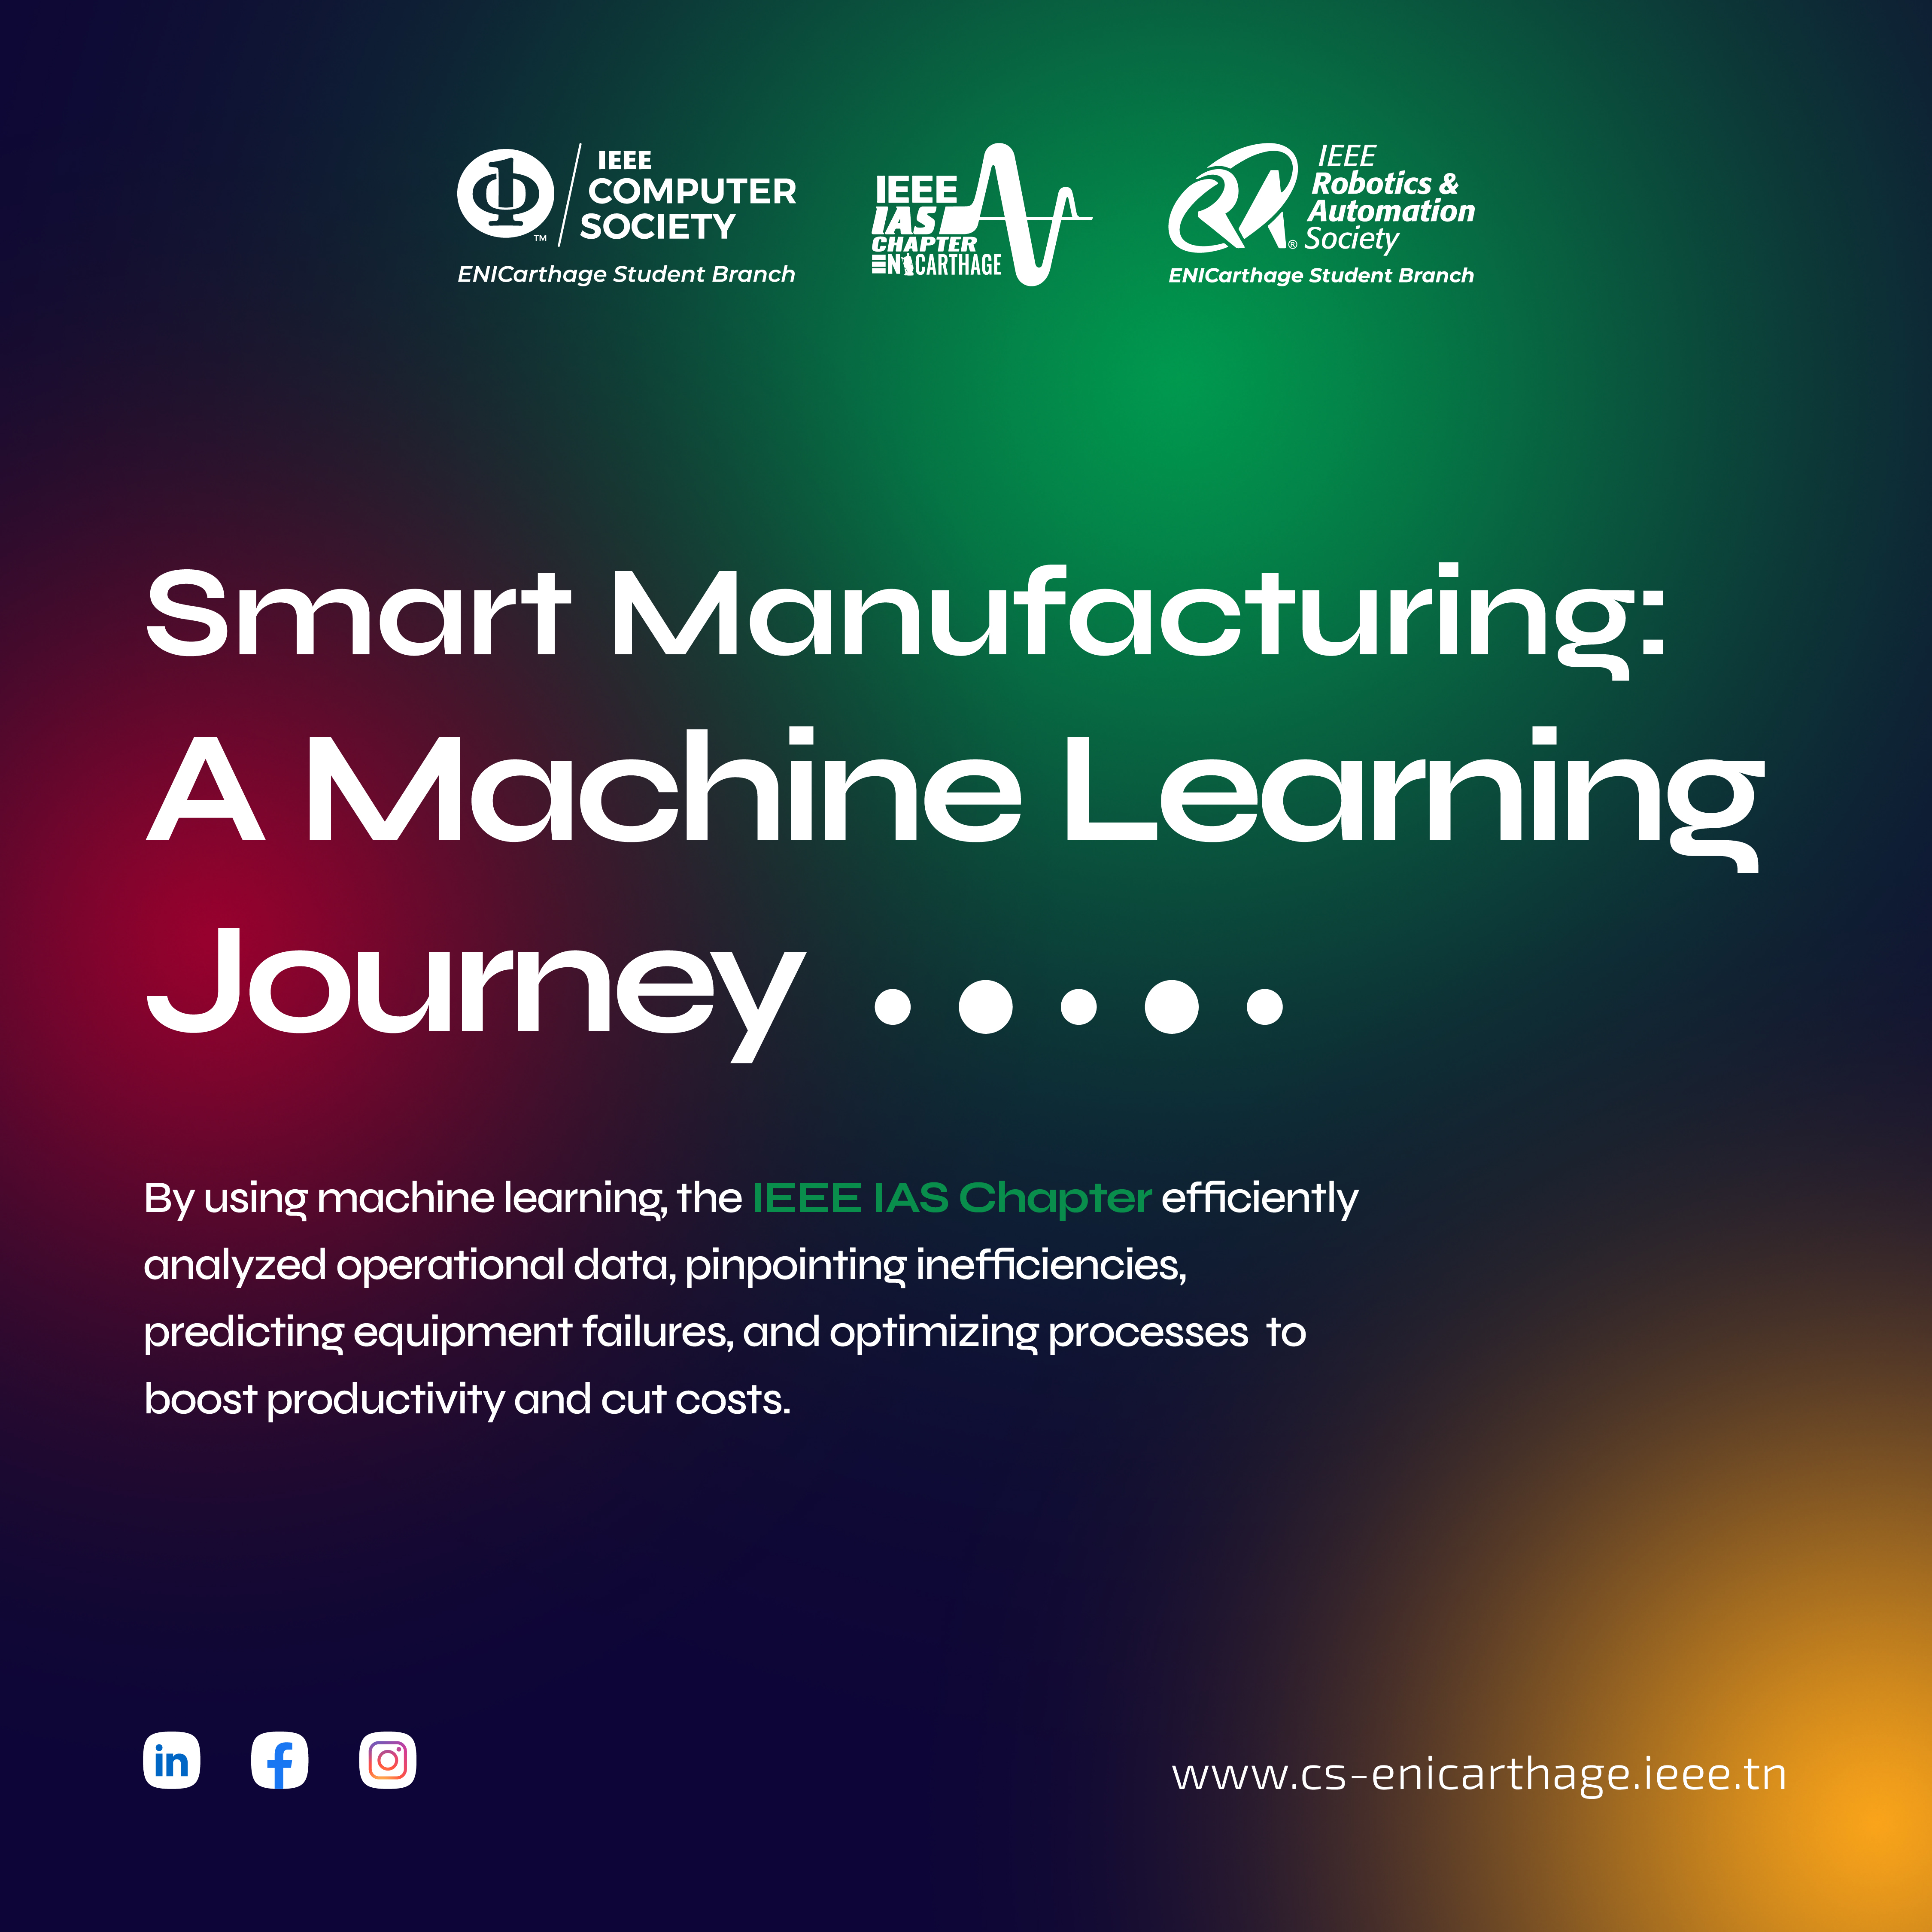 IEEE
COMPUTER
SOCIETY
TM
ENICarthage Student Branch
IEEE
IAS
CHAPTER
ENICARTHAGE
IEEE
Robotics &
Automation
Society
®
ENICarthage Student Branch
Smart Manufacturing:
A Machine Learning
Journey
By using machine learning, the IEEE IAS Chapter efficiently
analyzed operational data, pinpointing inefficiencies,
predicting equipment failures, and optimizing processes to
boost productivity and cut costs.
in f
www.cs-enicarthage.ieee.tn